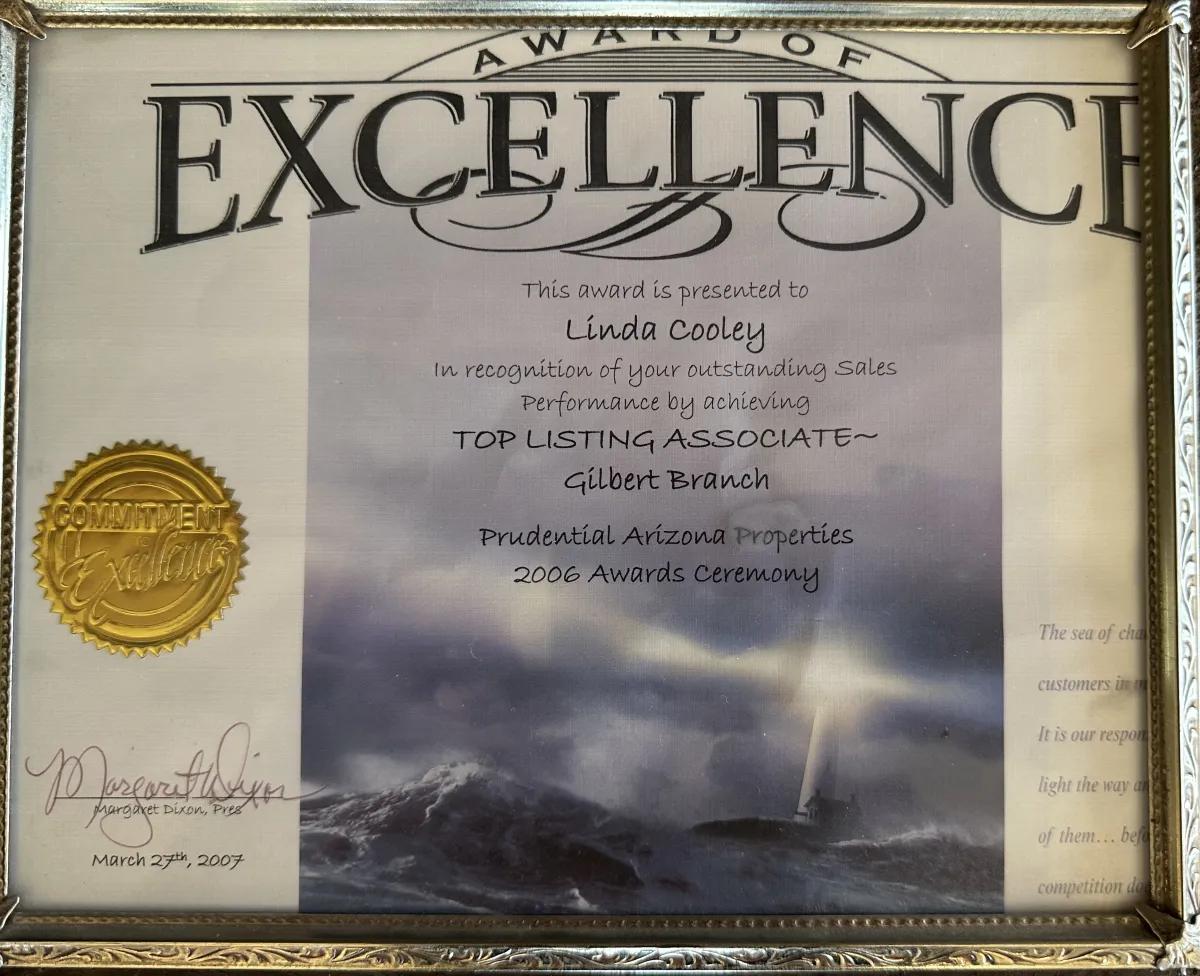 AWARD OF
EXCELLENCE
This award is presented to
Linda Cooley
In recognition of your outstanding Sales
Performance by achieving
TOP LISTING ASSOCIATE~
Gilbert Branch
Prudential Arizona Properties
2006 Awards Ceremony
COMMITMENT
Excellence
Margaret Dixon
Margaret Dixon, Pres
March 27th, 2007
The sea of cha
customers in
It is our respon
light the way
of them... befo
competition do